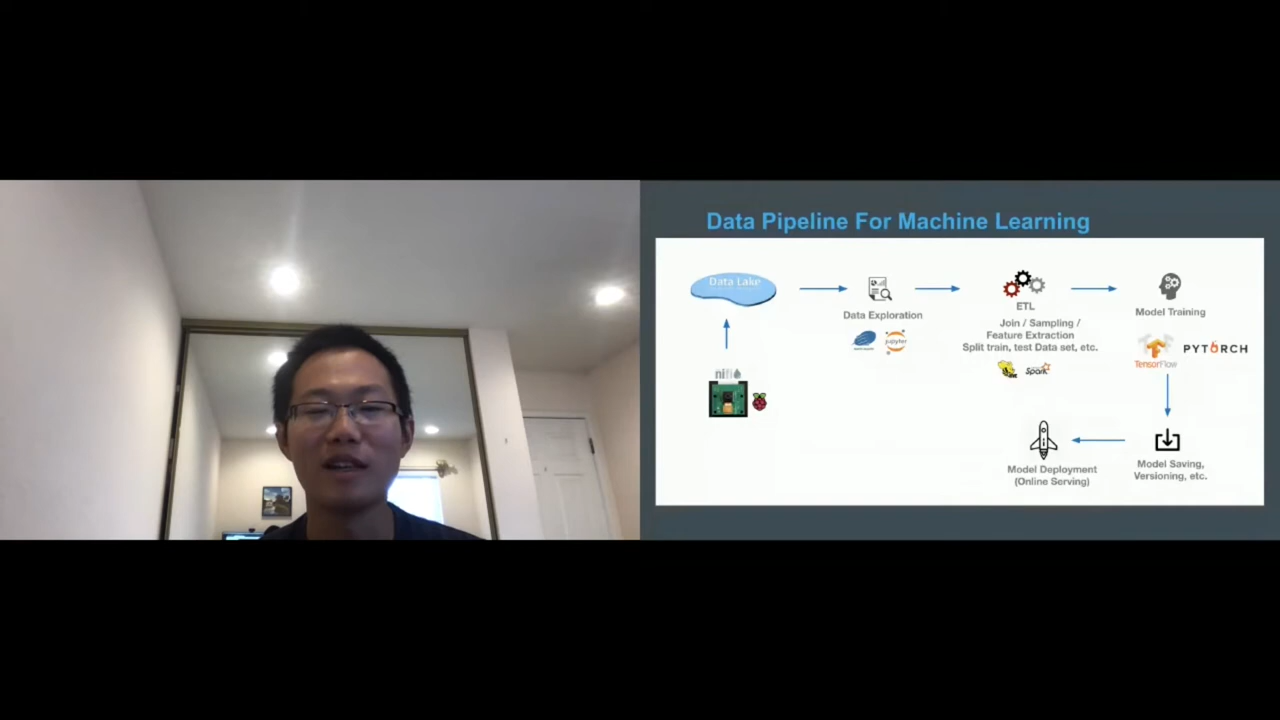 Data Pipeline For Machine Learning
Data Lake
Data Exploration
jupyter
ETL
Join / Sampling /
Feature Extraction
Split train, test Data set, etc.
Spark
Model Training
TensorFlow
PYTORCH
nifi
Model Deployment
(Online Serving)
Model Saving,
Versioning, etc.